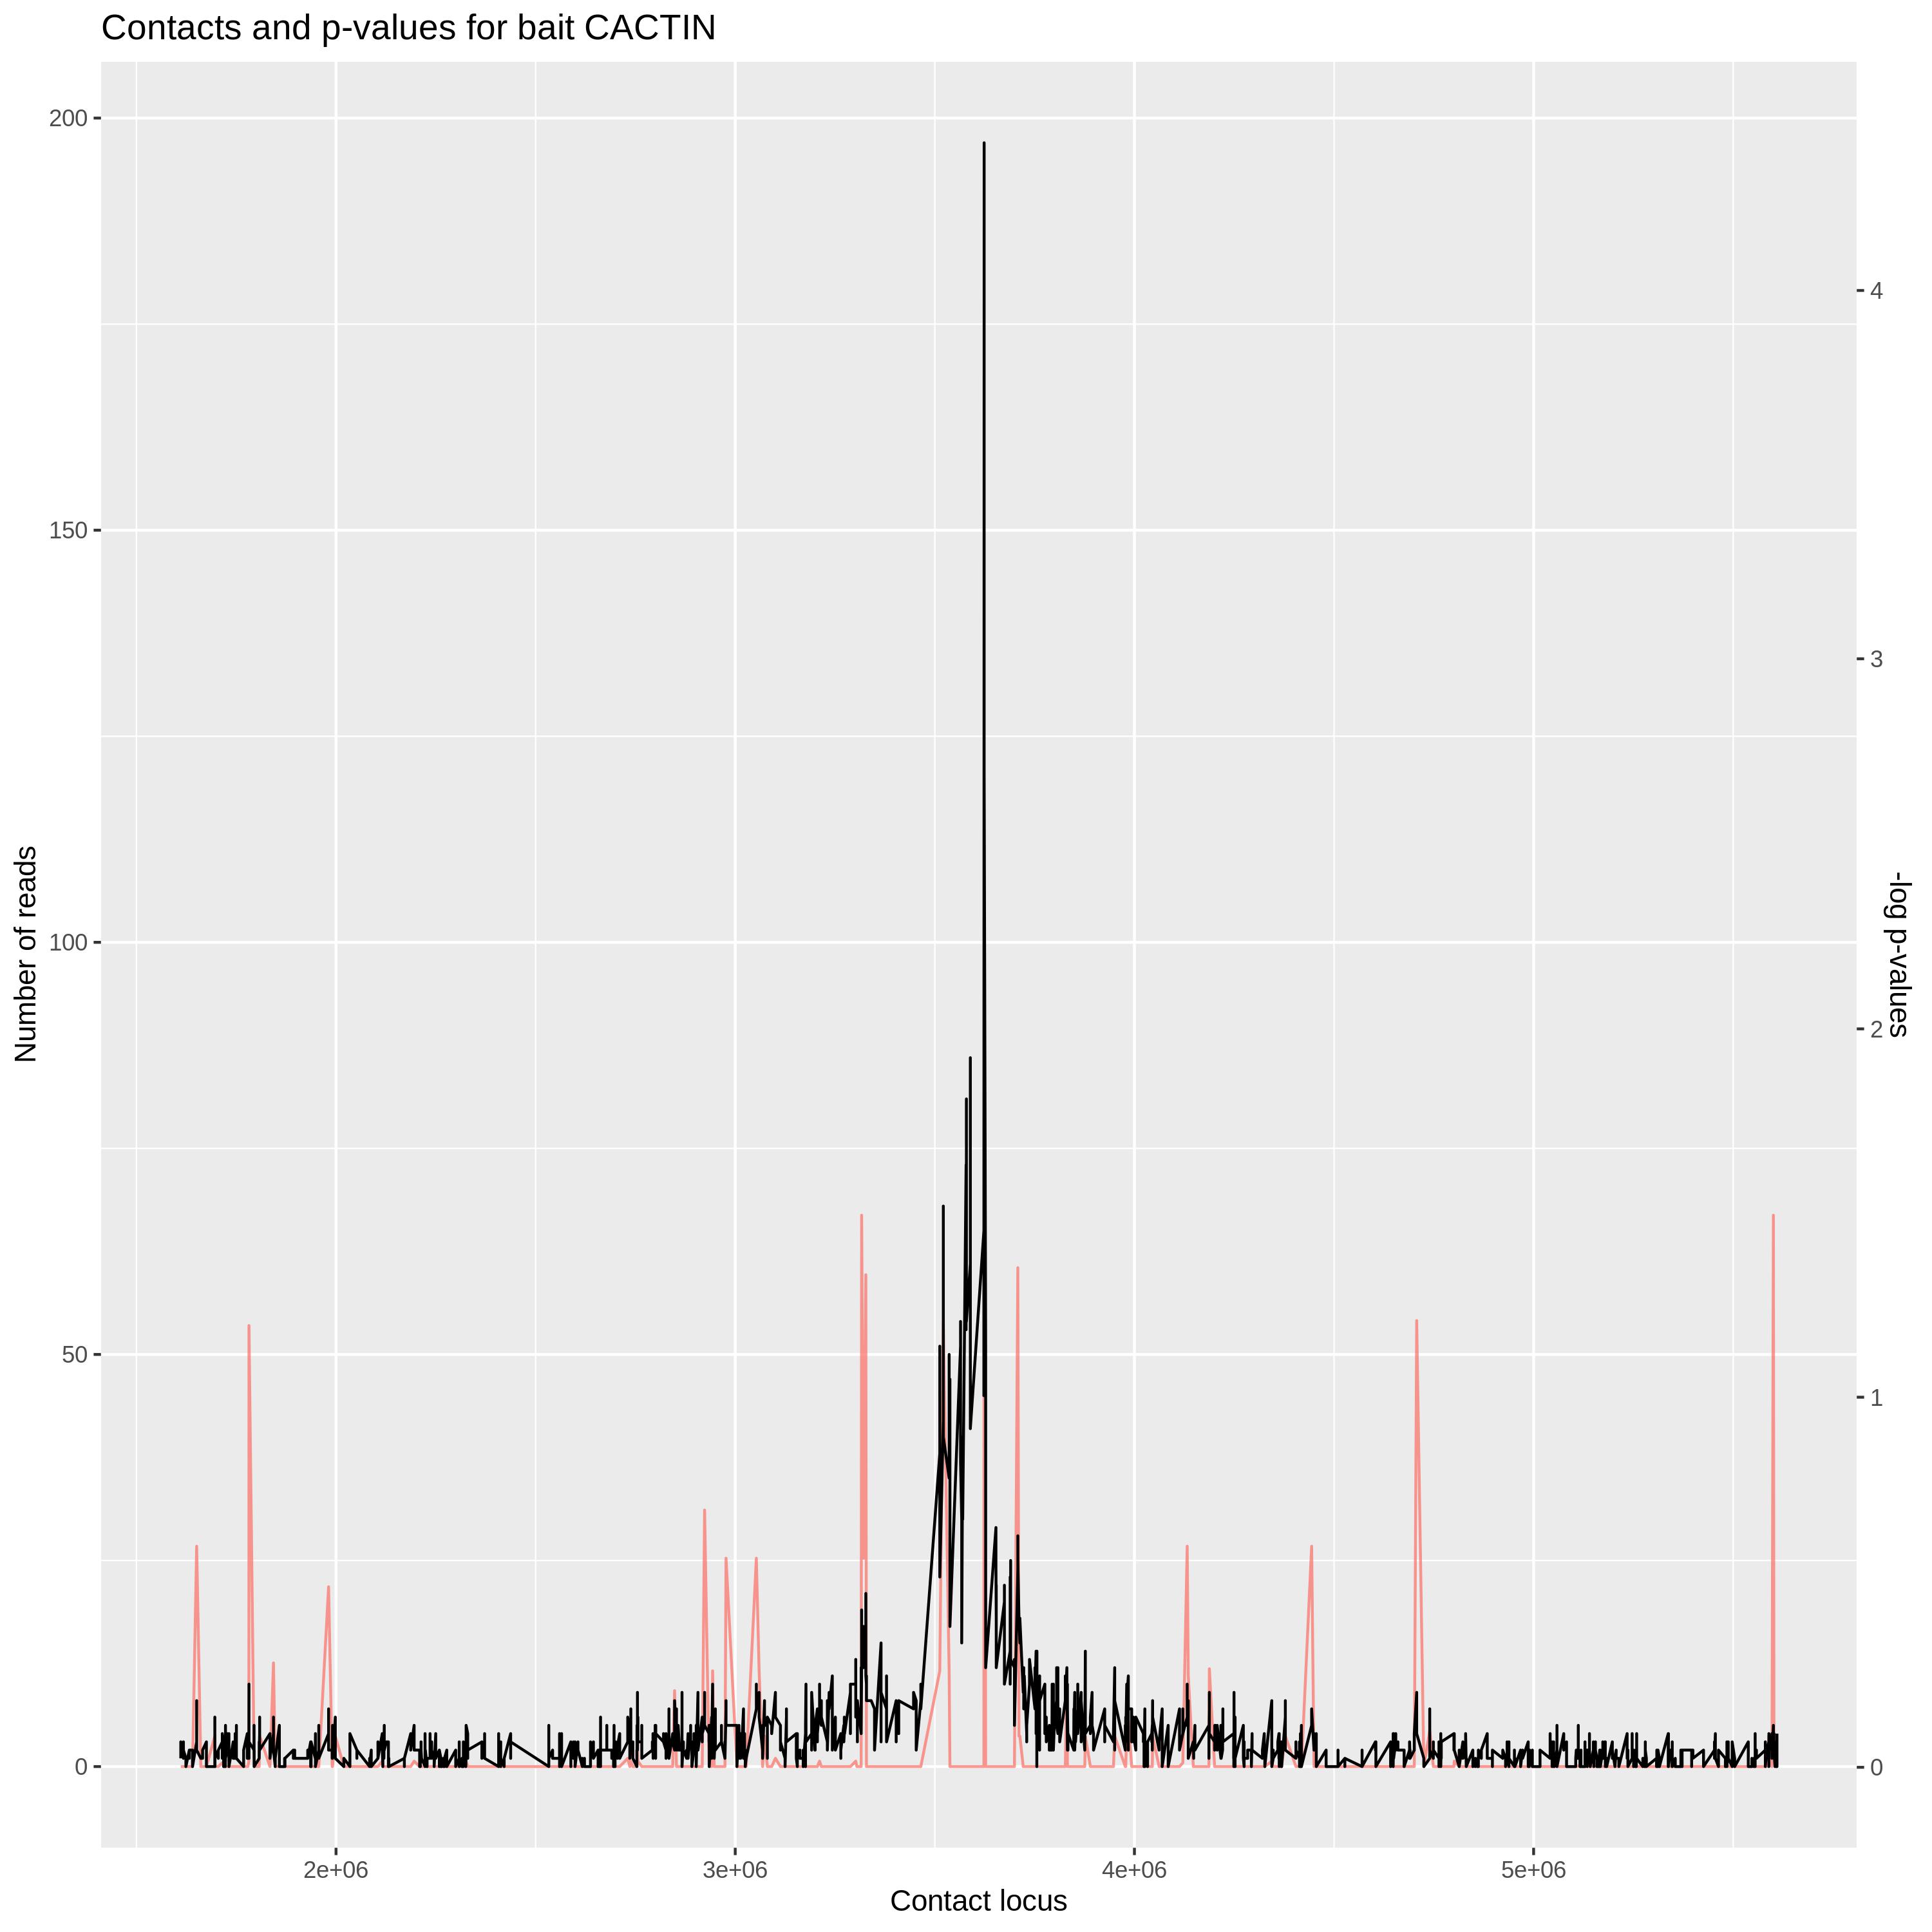 Contacts and p-values for bait CACTIN
200
150
100
50
0
Number of reads
4
3
2
1
0
-log p-values
2e+06
3e+06
4e+06
5e+06
Contact locus